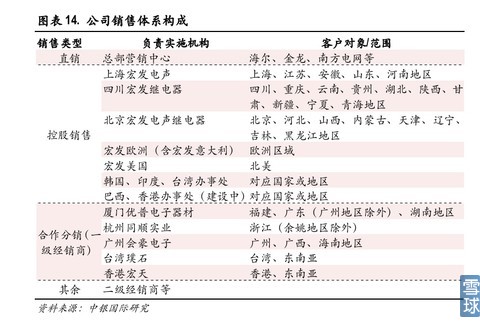 图表14. 公司销售体系构成
销售类型 负责实施机构 客户对象/范围
直销 总部营销中心 海尔、金龙、南方电网等
上海宏发电声 上海、江苏、安徽、山东、河南地区
四川宏发继电器 四川、重庆、云南、贵州、湖北、陕西、甘
肃、新疆、宁夏、青海地区
控股销售 北京宏发电声继电器 北京、河北、山西、内蒙古、天津、辽宁、
吉林、黑龙江地区
宏发欧洲（含宏发意大利） 欧洲区域
宏发美国 北美
韩国、印度、台湾办事处 对应国家或地区
巴西、香港办事处（建设中） 对应国家或地区
合作分销(一 厦门优普电子器材 福建、广东（广州地区除外）、湖南地区
级经销商) 杭州同顺实业 浙江（余姚地区除外）
广州会豪电子 广州、广西、海南地区
台湾璞石 台湾、东南亚
香港宏天 香港、东南亚
其余 二级经销商等
资料来源：中银国际研究
雪球